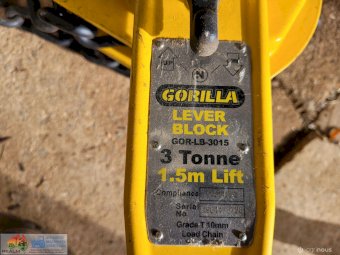 N
GORILLA
LEVER
BLOCK
GOR-LB-3015
3 Tonne
1.5m Lift
Compliance
Serial
No
Grade T 10mm
Load Chain